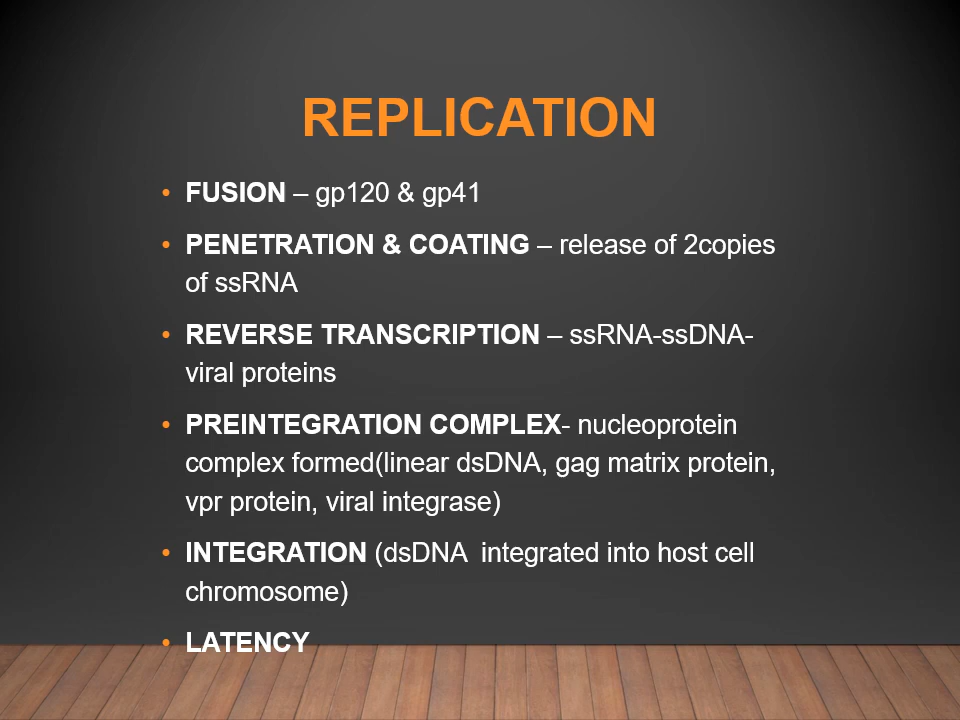 REPLICATION
• FUSION – gp120 & gp41
• PENETRATION & COATING – release of 2copies
of ssRNA
• REVERSE TRANSCRIPTION – ssRNA-ssDNA-
viral proteins
• PREINTEGRATION COMPLEX- nucleoprotein
complex formed(linear dsDNA, gag matrix protein,
vpr protein, viral integrase)
• INTEGRATION (dsDNA  integrated into host cell
chromosome)
• LATENCY